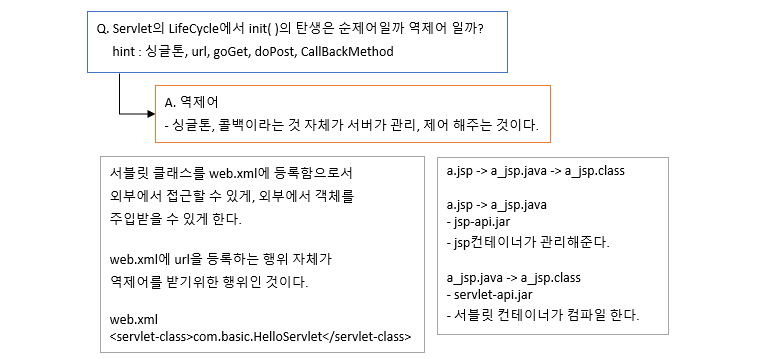 Q. Servlet의 LifeCycle에서 init( )의 탄생은 순제어일까 역제어 일까?
hint : 싱글톤, url, goGet, doPost, CallBackMethod
A. 역제어
- 싱글톤, 콜백이라는 것 자체가 서버가 관리, 제어 해주는 것이다.
서블릿 클래스를 web.xml에 등록함으로서
외부에서 접근할 수 있게, 외부에서 객체를
주입받을 수 있게 한다.
web.xml에 url을 등록하는 행위 자체가
역제어를 받기위한 행위인 것이다.
web.xml
<servlet-class>com.basic.HelloServlet</servlet-class>
a.jsp -> a_jsp.java -> a_jsp.class
a.jsp -> a_jsp.java
- jsp-api.jar
- jsp컨테이너가 관리해준다.
a_jsp.java -> a_jsp.class
- servlet-api.jar
- 서블릿 컨테이너가 컴파일 한다.